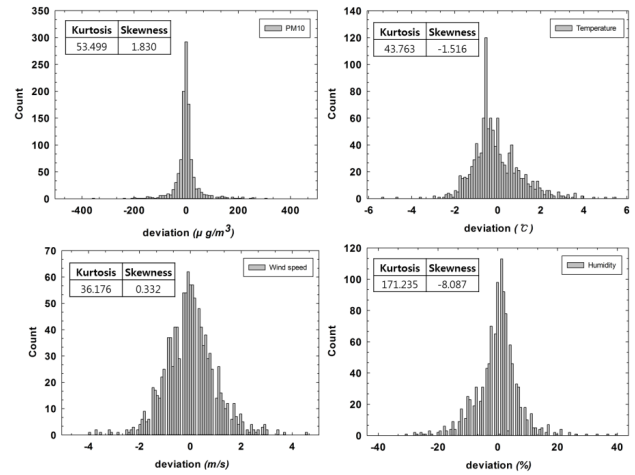 350
300
250
200
150
100
50
0
Count
Kurtosis Skewness
53.499 1.830
PM10
-400 -200 0 200 400
deviation (μ g/m3)
140
120
100
80
60
40
20
0
Count
Kurtosis Skewness
43.763 -1.516
Temperature
-6 -4 -2 0 2 4 6
deviation (℃)
70
60
50
40
30
20
10
0
Count
Kurtosis Skewness
36.176 0.332
Wind speed
-4 -2 0 2 4
deviation (m/s)
120
100
80
60
40
20
0
Count
Kurtosis Skewness
171.235 -8.087
Humidity
-40 -20 0 20 40
deviation (%)